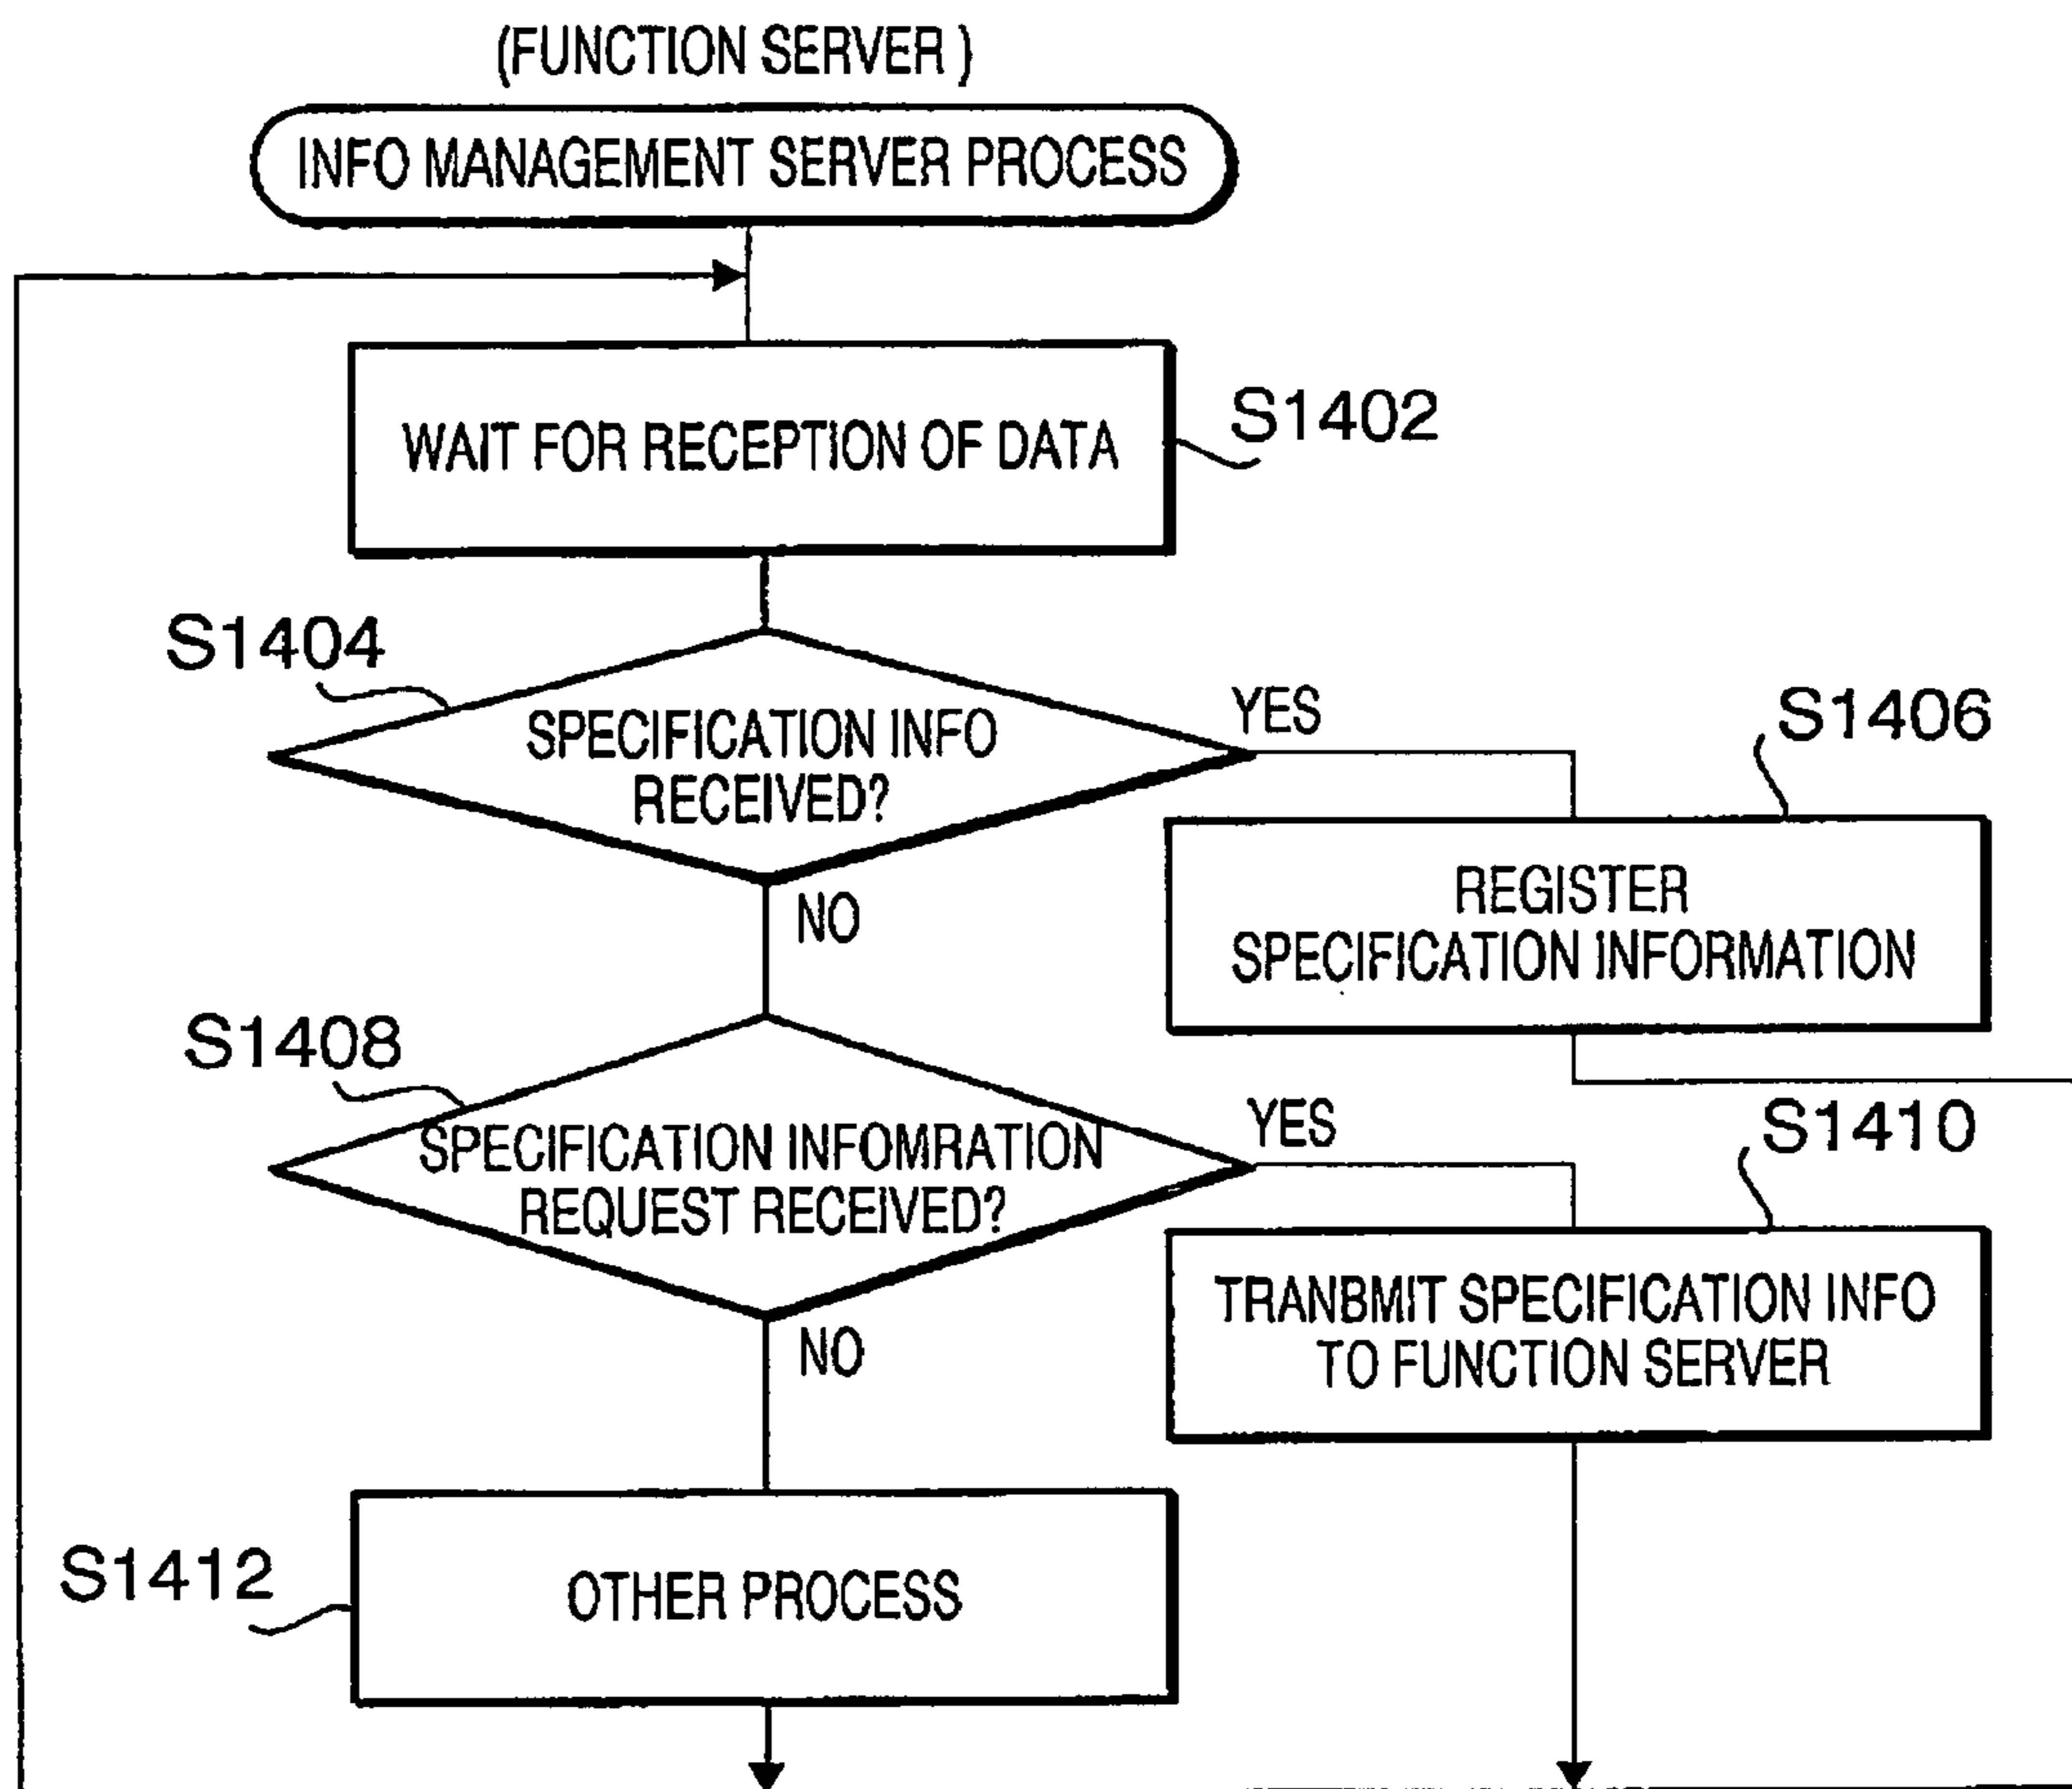 (FUNCTION SERVER )
INFO MANAGEMENT SERVER PROCESS
WAIT FOR RECEPTION OF DATA
S1402
S1404
SPECIFICATION INFO
RECEIVED?
YES
S1406
NO
REGISTER
SPECIFICATION INFORMATION
S1408
SPECIFICATION INFOMRATION
REQUEST RECEIVED?
YES
S1410
NO
TRANBMIT SPECIFICATION INFO
TO FUNCTION SERVER
S1412
OTHER PROCESS